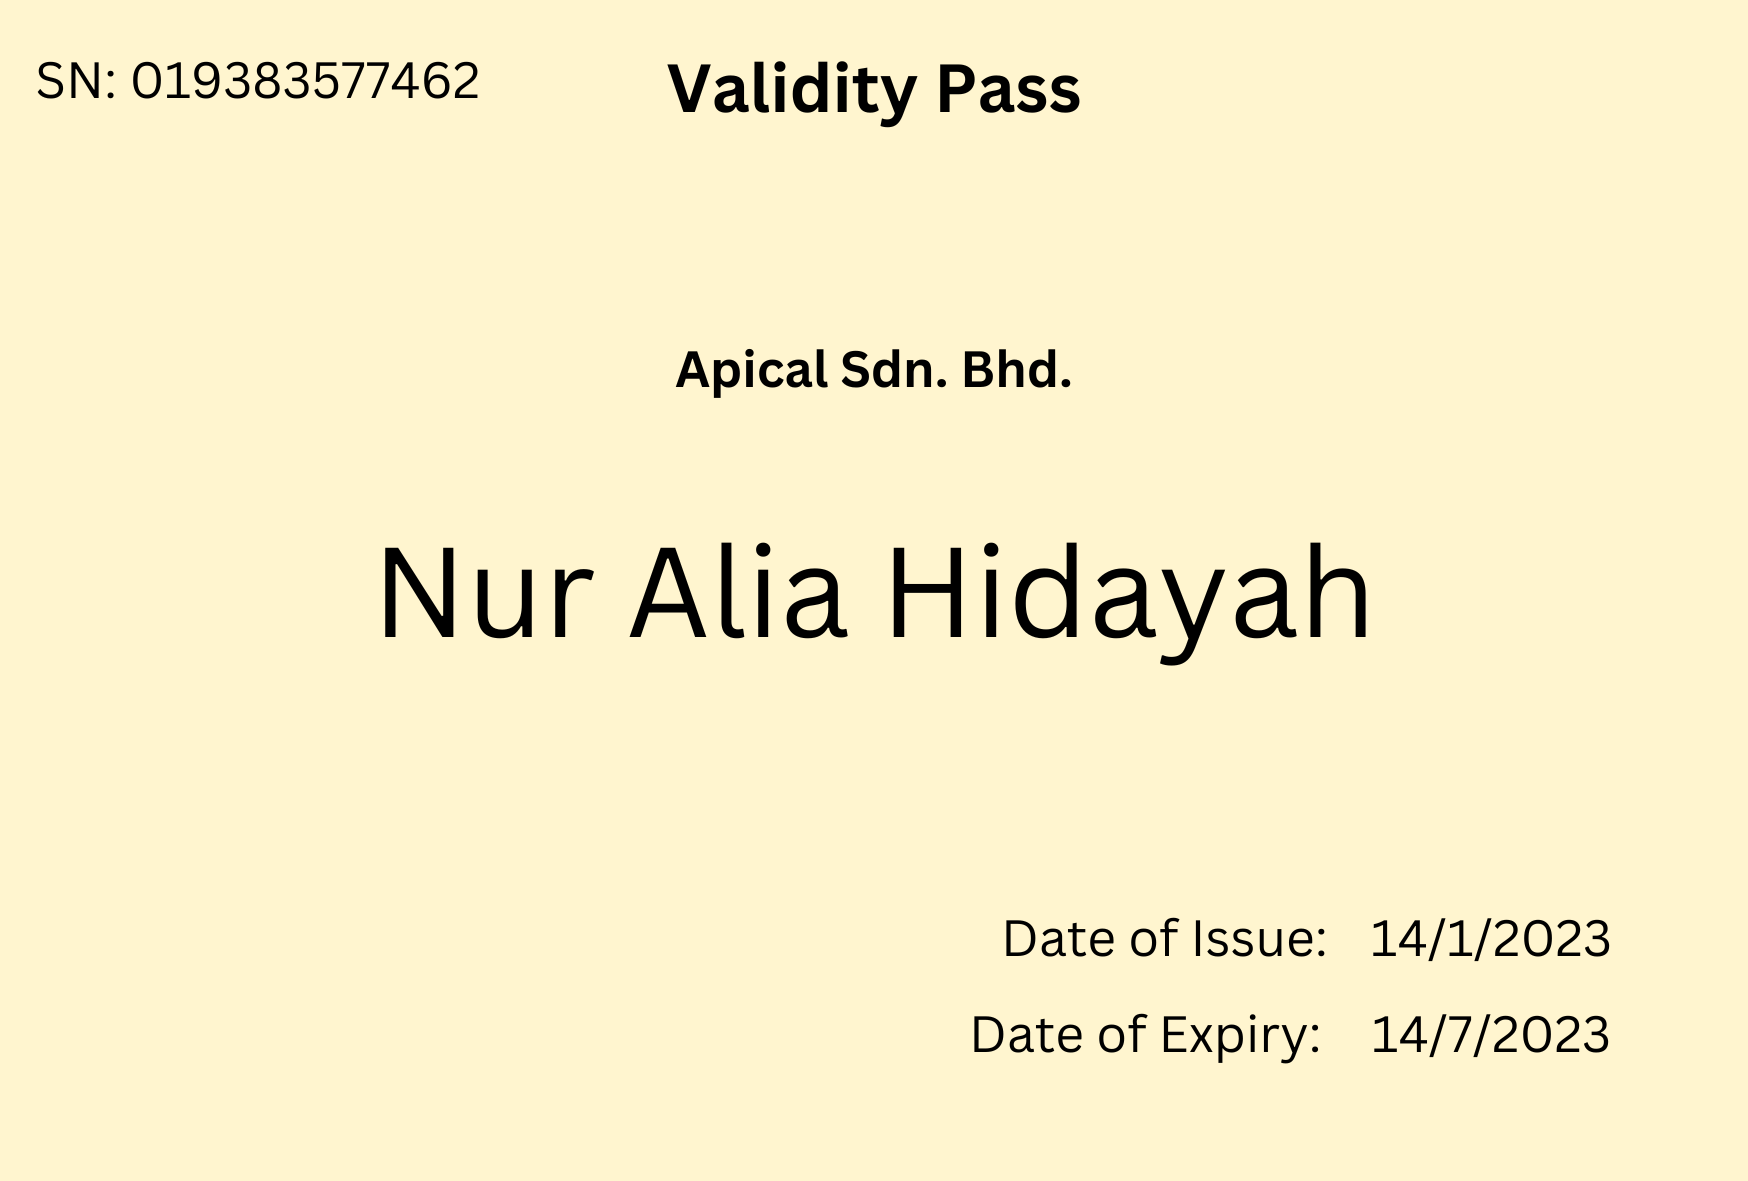 SN: 019383577462
Validity Pass
Apical Sdn. Bhd.
Nur Alia Hidayah
Date of Issue: 14/1/2023
Date of Expiry: 14/7/2023